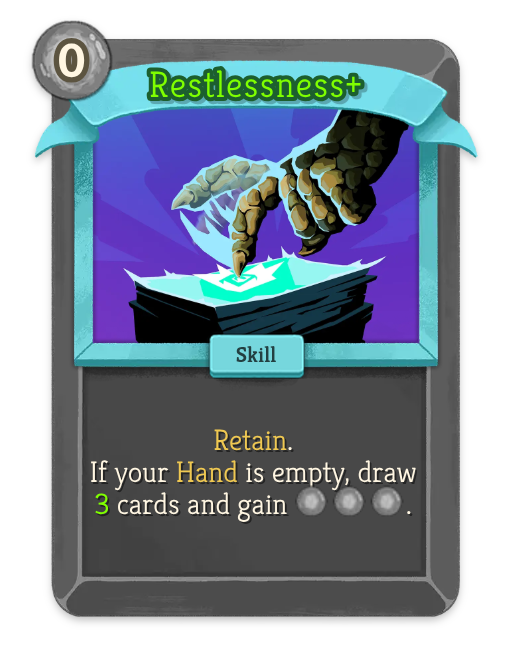 0
Restlessness+
Skill
Retain.
If your Hand is empty, draw
3 cards and gain .